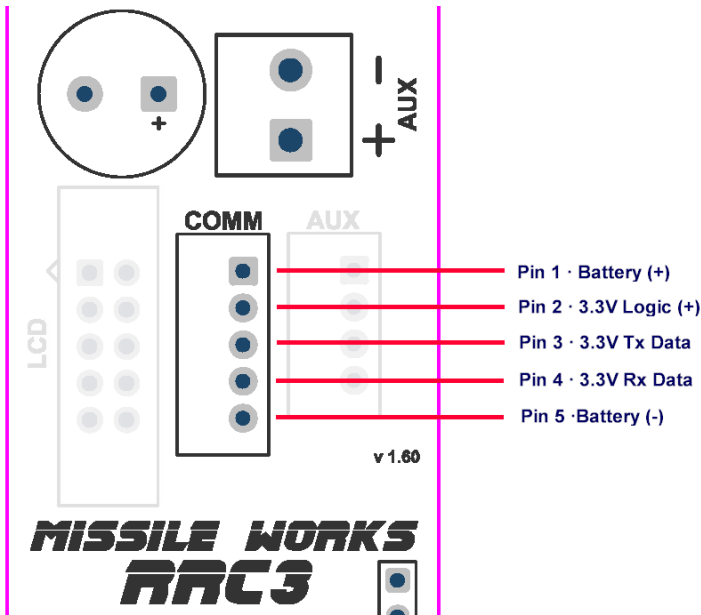 -
+
AUX
+
COMM
AUX
LCD
Pin 1 · Battery (+)
Pin 2 · 3.3V Logic (+)
Pin 3 · 3.3V Tx Data
Pin 4 · 3.3V Rx Data
Pin 5 ·Battery (-)
v 1.60
MISSILE WORKS
RRC3